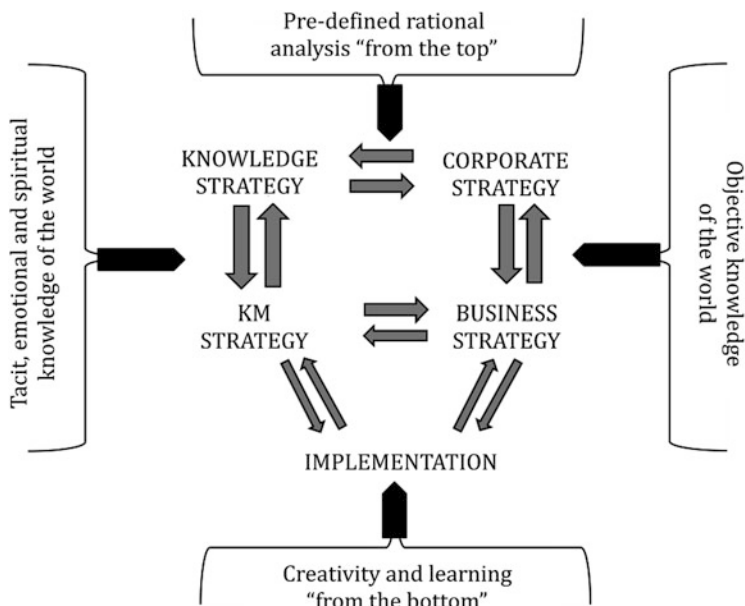 Pre-defined rational
analysis “from the top”
Tacit, emotional and spiritual
knowledge of the world
KNOWLEDGE
STRATEGY
CORPORATE
STRATEGY
Objective knowledge
of the world
KM
STRATEGY
BUSINESS
STRATEGY
IMPLEMENTATION
Creativity and learning
“from the bottom”